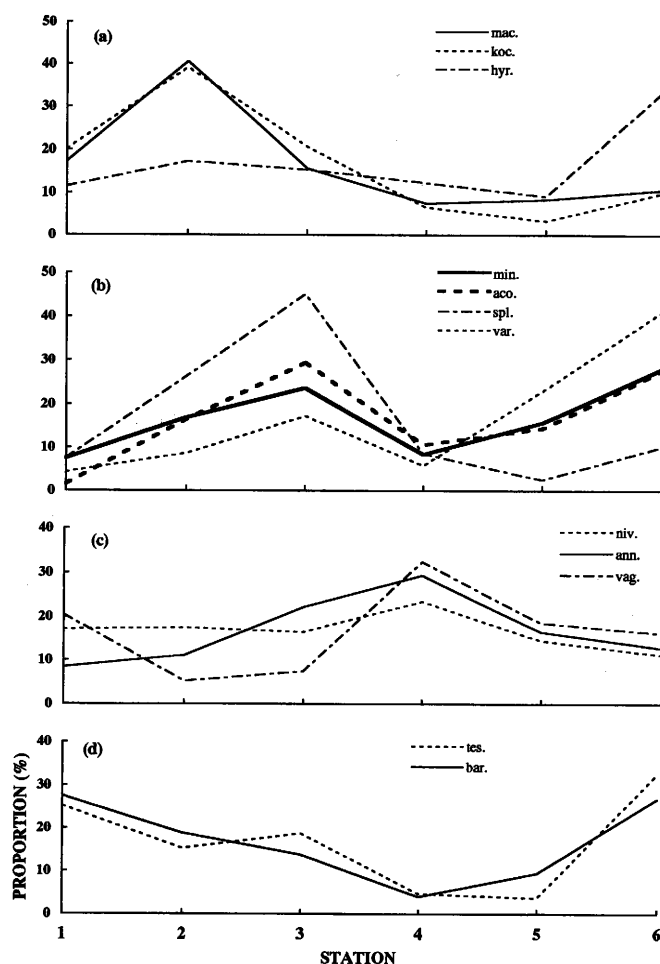 (a)
mac.
koc.
hyr.
50
40
30
20
10
0
(b)
min.
aco.
spl.
var.
50
40
30
20
10
0
(c)
niv.
ann.
vag.
40
30
20
10
0
(d)
tes.
bar.
40
30
20
10
0
PROPORTION (%)
1 2 3 4 5 6
STATION